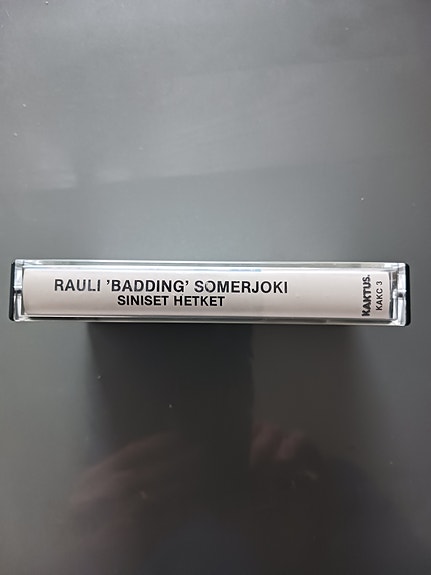 RAULI 'BADDING' SOMERJOKI
SINISET HETKET
KAKTUS
KAKC 3